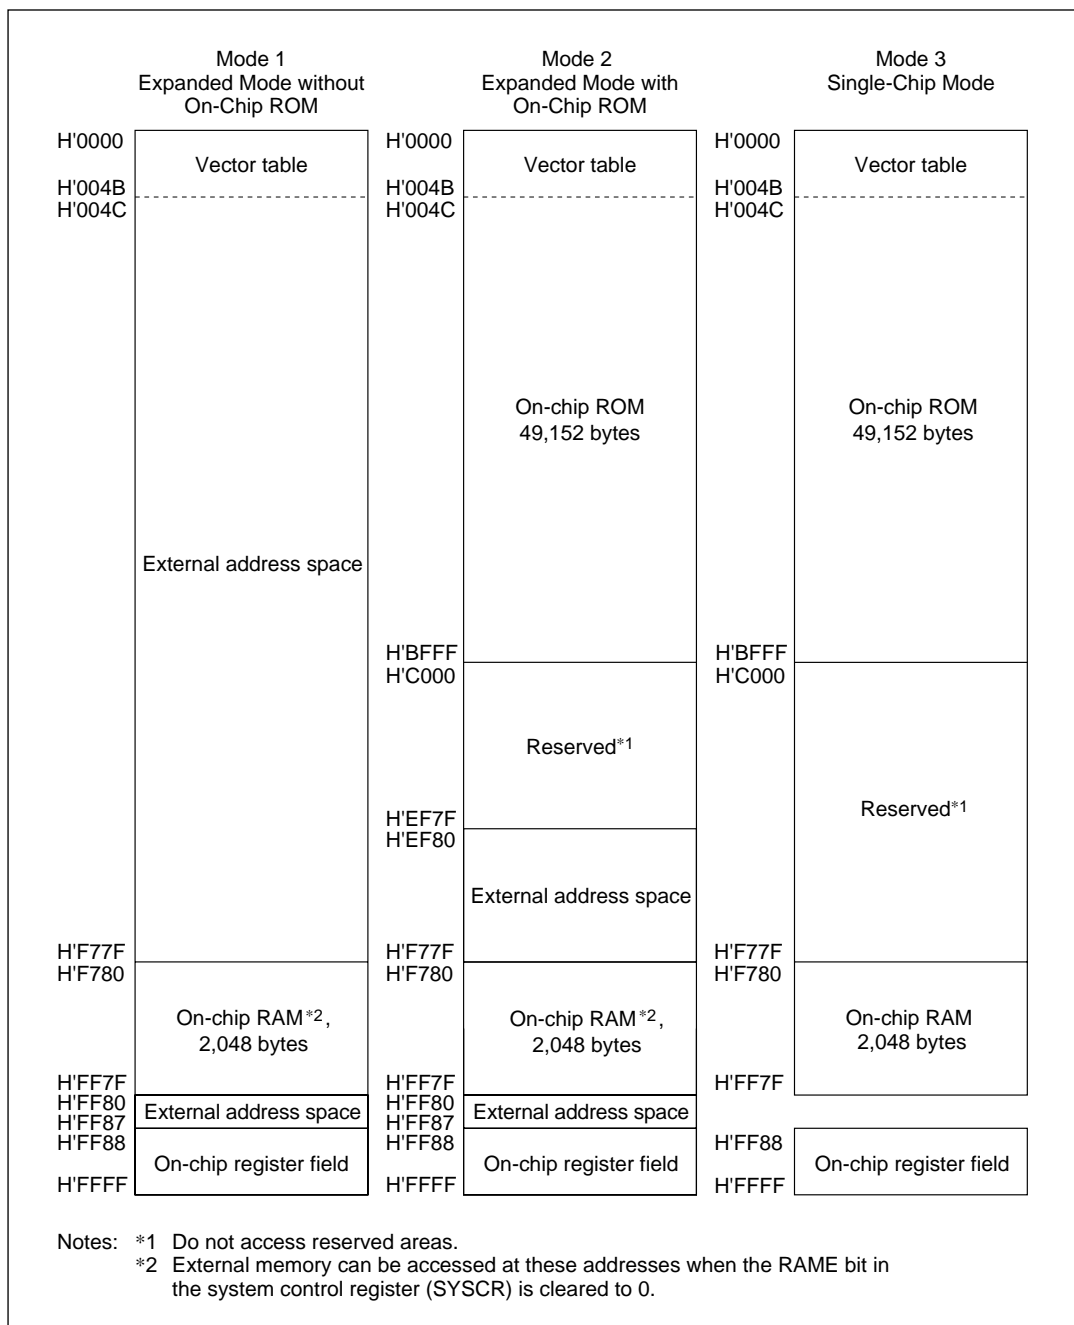 Mode 1
Expanded Mode without
On-Chip ROM
H'0000
Vector table
H'004B
H'004C
External address space
H'F77F
H'F780
On-chip RAM*2,
2,048 bytes
H'FF7F
H'FF80
External address space
H'FF87
H'FF88
On-chip register field
H'FFFF
Mode 2
Expanded Mode with
On-Chip ROM
H'0000
Vector table
H'004B
H'004C
On-chip ROM
49,152 bytes
H'BFFF
H'C000
Reserved*1
H'EF7F
H'EF80
External address space
H'F77F
H'F780
On-chip RAM*2,
2,048 bytes
H'FF7F
H'FF80
External address space
H'FF87
H'FF88
On-chip register field
H'FFFF
Mode 3
Single-Chip Mode
H'0000
Vector table
H'004B
H'004C
On-chip ROM
49,152 bytes
H'BFFF
H'C000
Reserved*1
H'F77F
H'F780
On-chip RAM
2,048 bytes
H'FF7F
H'FF88
On-chip register field
H'FFFF
Notes: *1 Do not access reserved areas.
*2 External memory can be accessed at these addresses when the RAME bit in
the system control register (SYSCR) is cleared to 0.